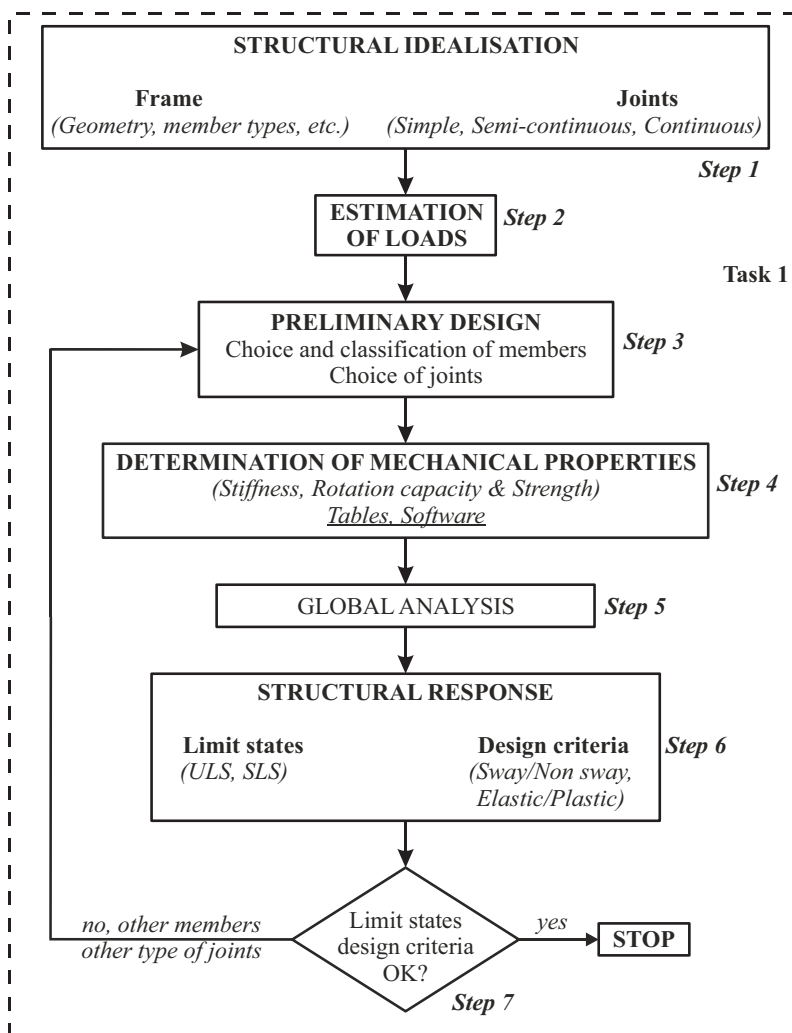 STRUCTURAL IDEALISATION
Frame
(Geometry, member types, etc.)
Joints
(Simple, Semi-continuous, Continuous)
Step 1
ESTIMATION
OF LOADS
Step 2
Task 1
PRELIMINARY DESIGN
Choice and classification of members
Choice of joints
Step 3
DETERMINATION OF MECHANICAL PROPERTIES
(Stiffness, Rotation capacity & Strength)
Tables, Software
Step 4
GLOBAL ANALYSIS
Step 5
STRUCTURAL RESPONSE
Limit states
(ULS, SLS)
Design criteria
(Sway/Non sway,
Elastic/Plastic)
Step 6
no, other members
other type of joints
Limit states
design criteria
OK?
yes
STOP
Step 7